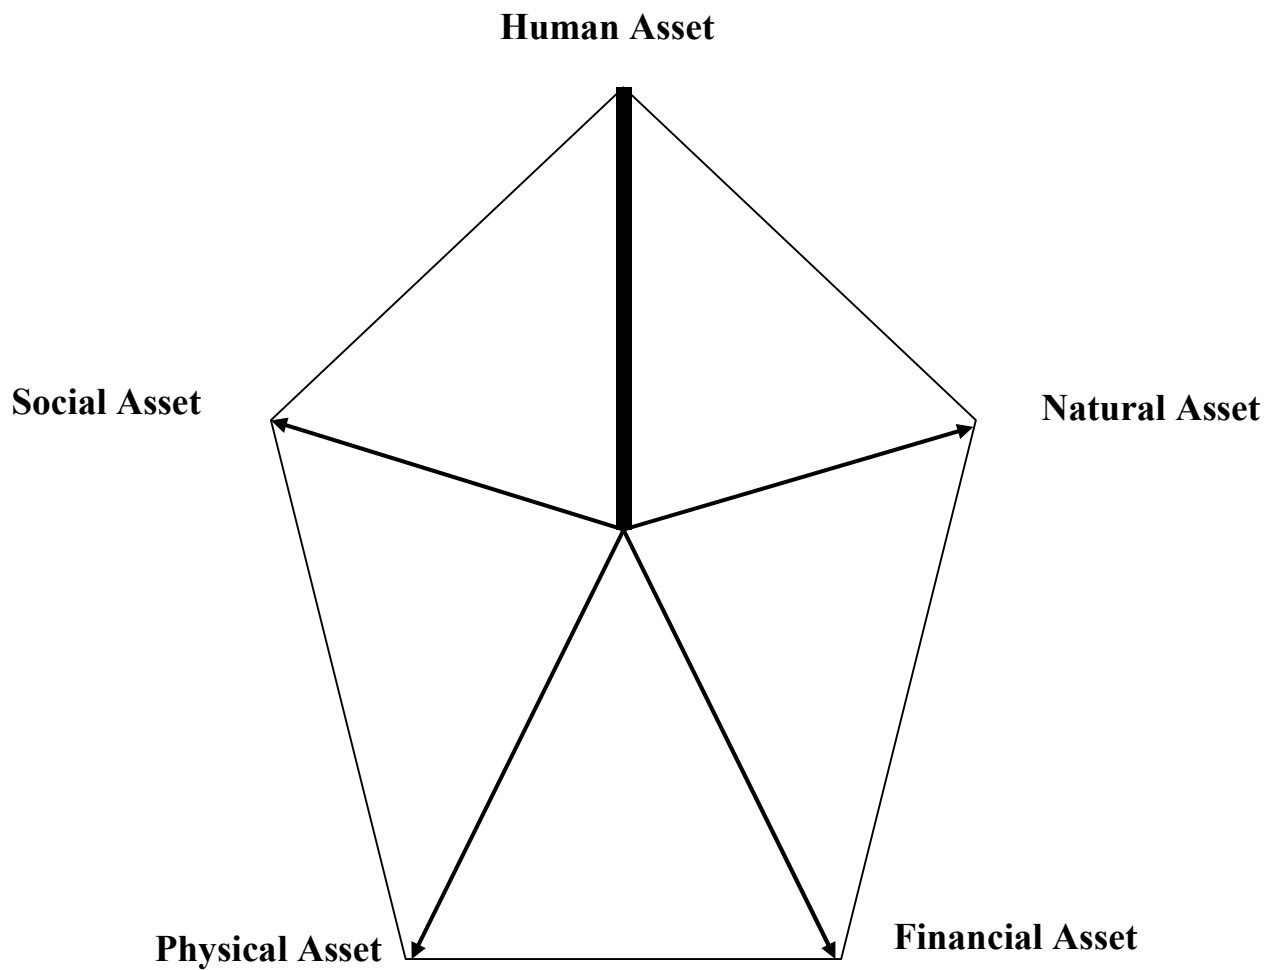 Human Asset
Social Asset
Natural Asset
Physical Asset
Financial Asset